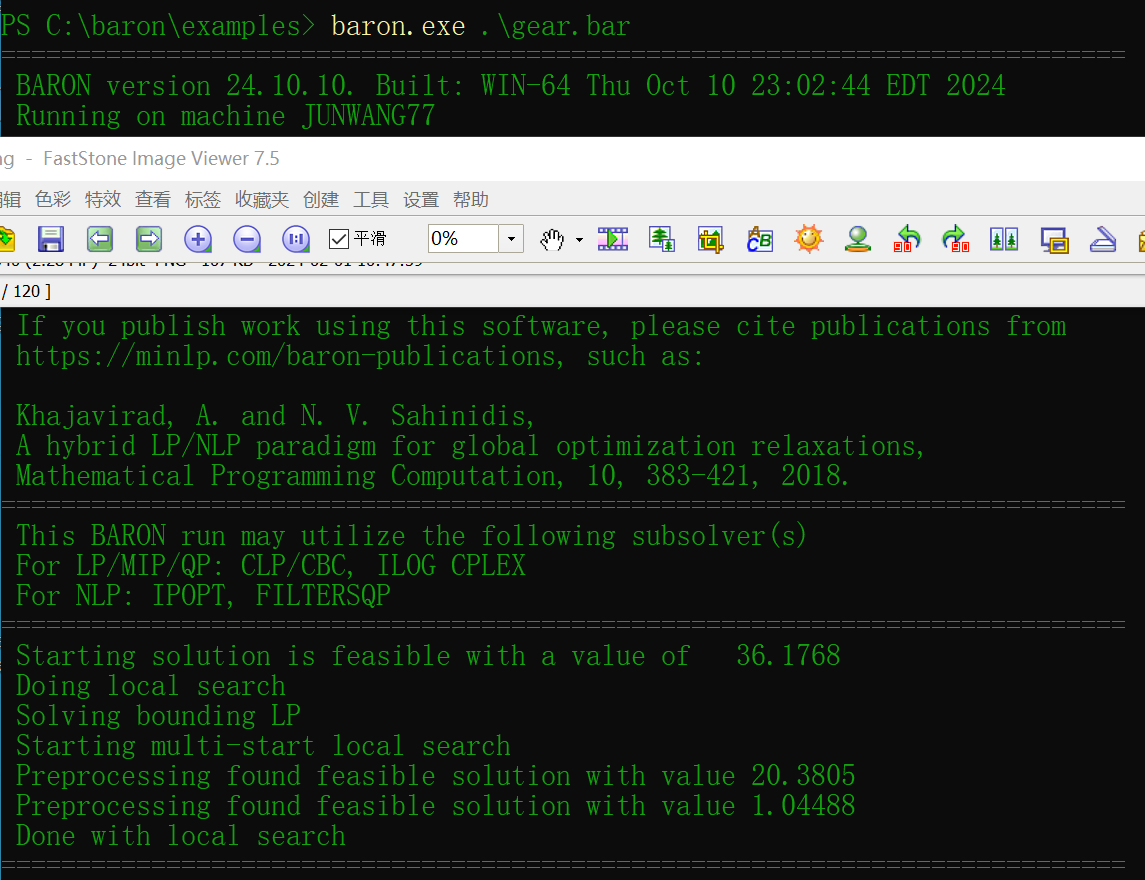 PS C:\baron\examples> baron.exe .\gear.bar
===========================================================================
BARON version 24.10.10. Built: WIN-64 Thu Oct 10 23:02:44 EDT 2024
Running on machine JUNWANG77
ng - FastStone Image Viewer 7.5
编辑 色彩 特效 查看 标签 收藏夹 创建 工具 设置 帮助
平滑 0%
/ 120 ]
If you publish work using this software, please cite publications from
https://minlp.com/baron-publications, such as:
Khajavirad, A. and N. V. Sahinidis,
A hybrid LP/NLP paradigm for global optimization relaxations,
Mathematical Programming Computation, 10, 383-421, 2018.
===========================================================================
This BARON run may utilize the following subsolver(s)
For LP/MIP/QP: CLP/CBC, ILOG CPLEX
For NLP: IPOPT, FILTERSQP
===========================================================================
Starting solution is feasible with a value of   36.1768
Doing local search
Solving bounding LP
Starting multi-start local search
Preprocessing found feasible solution with value 20.3805
Preprocessing found feasible solution with value 1.04488
Done with local search
===========================================================================